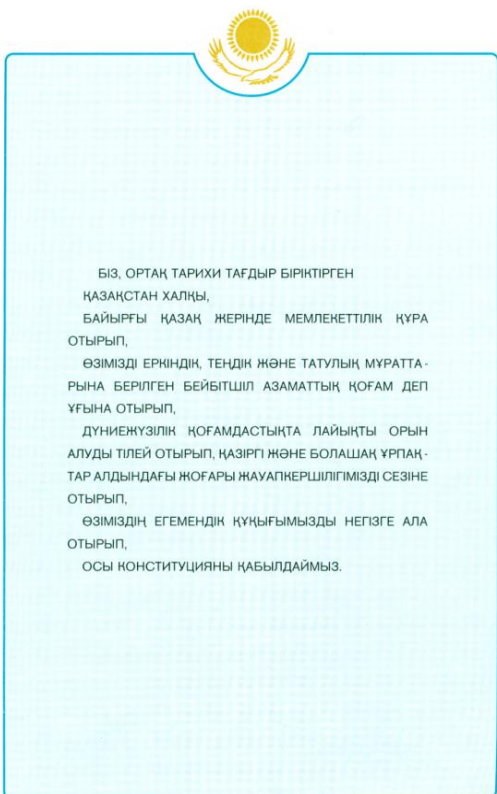 БІЗ, ОРТАҚ ТАРИХИ ТАҒДЫР БІРІКТІРГЕН
ҚАЗАҚСТАН ХАЛҚЫ,
БАЙЫРҒЫ ҚАЗАҚ ЖЕРІНДЕ МЕМЛЕКЕТТІЛІК ҚҰРА
ОТЫРЫП,
ӨЗІМІЗДІ ЕРКІНДІК, ТЕҢДІК ЖӘНЕ ТАТУЛЫҚ МҰРАТТА-
РЫНА БЕРІЛГЕН БЕЙБІТШІЛ АЗАМАТТЫҚ ҚОҒАМ ДЕП
ҰҒЫНА ОТЫРЫП,
ДҮНИЕЖҮЗІЛІК ҚОҒАМДАСТЫҚТА ЛАЙЫҚТЫ ОРЫН
АЛУДЫ ТІЛЕЙ ОТЫРЫП, ҚАЗІРГІ ЖӘНЕ БОЛАШАҚ ҰРПАҚ-
ТАР АЛДЫНДАҒЫ ЖОҒАРЫ ЖАУАПКЕРШІЛІГІМІЗДІ СЕЗІНЕ
ОТЫРЫП,
ӨЗІМІЗДІҢ ЕГЕМЕНДІК ҚҰҚЫҒЫМЫЗДЫ НЕГІЗГЕ АЛА
ОТЫРЫП,
ОСЫ КОНСТИТУЦИЯНЫ ҚАБЫЛДАЙМЫЗ.